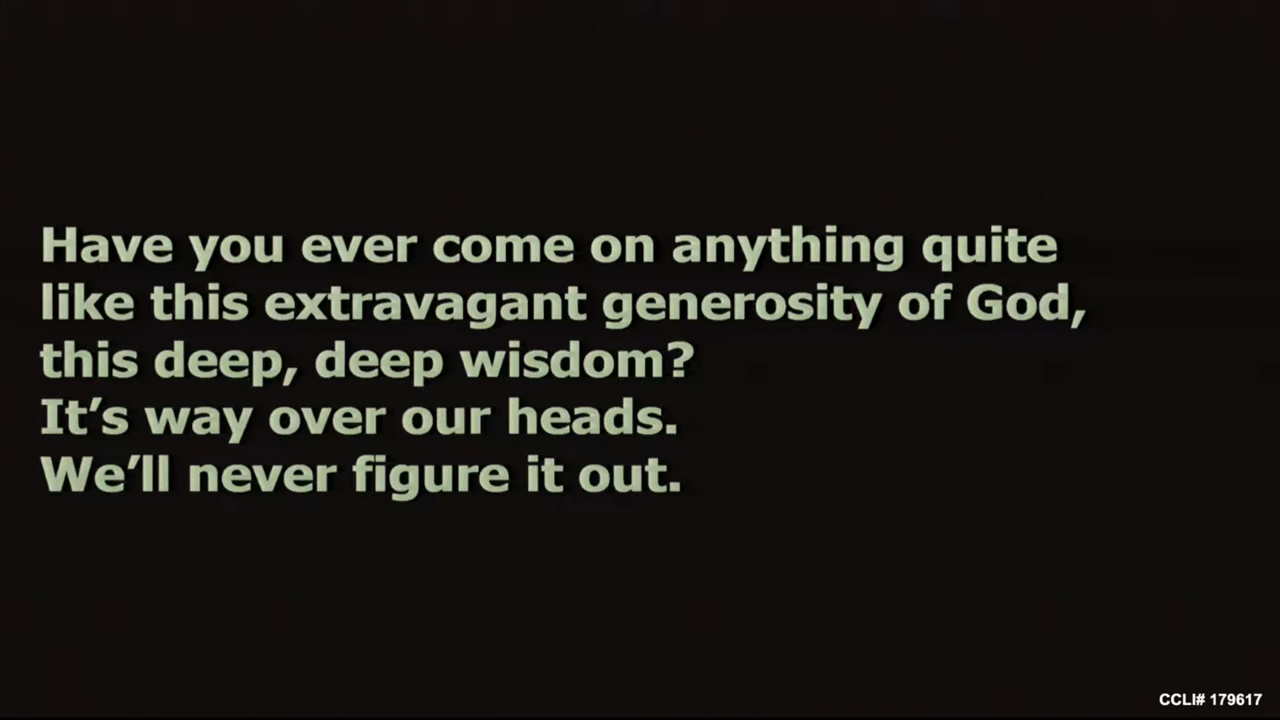 Have you ever come on anything quite
like this extravagant generosity of God,
this deep, deep wisdom?
It’s way over our heads.
We’ll never figure it out.
CCLI# 179617